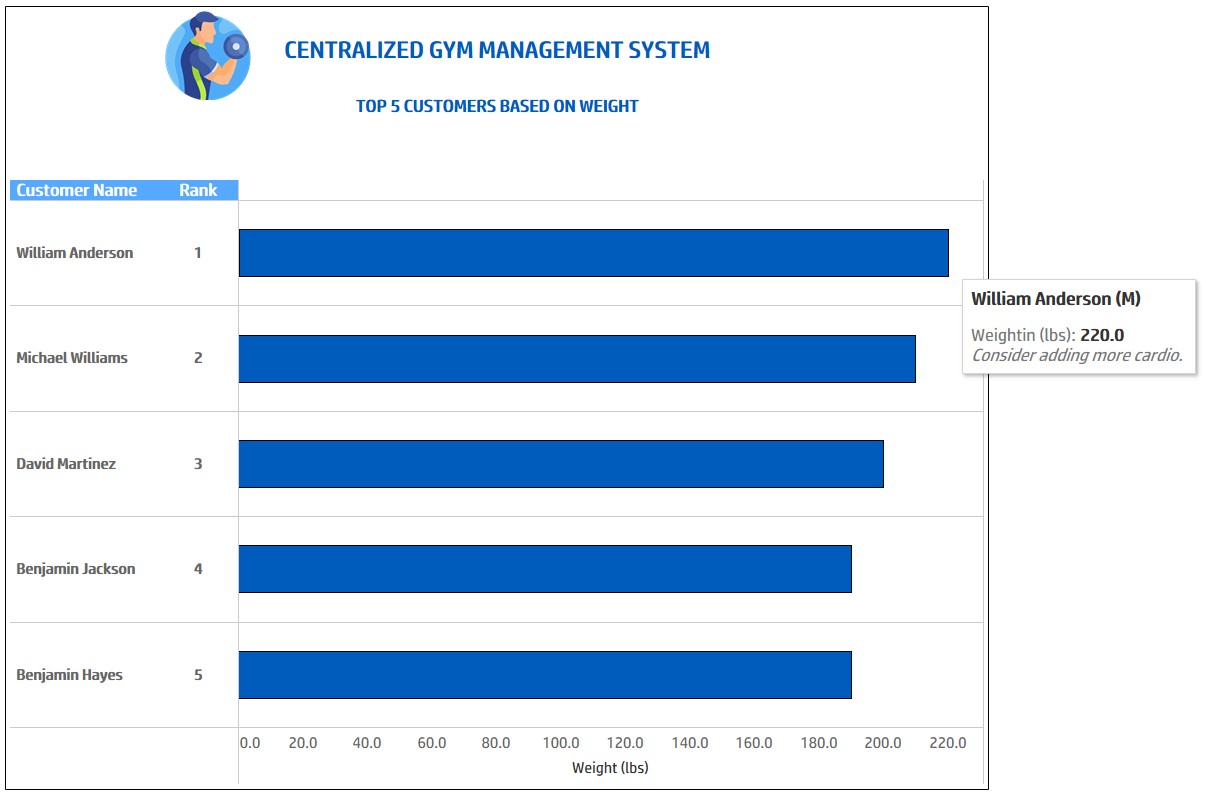 CENTRALIZED GYM MANAGEMENT SYSTEM
TOP 5 CUSTOMERS BASED ON WEIGHT
Customer Name Rank
William Anderson 1
William Anderson (M)
Weightin (lbs): 220.0
Consider adding more cardio.
Michael Williams 2
David Martinez 3
Benjamin Jackson 4
Benjamin Hayes 5
0.0 20.0 40.0 60.0 80.0 100.0 120.0 140.0 160.0 180.0 200.0 220.0
Weight (lbs)